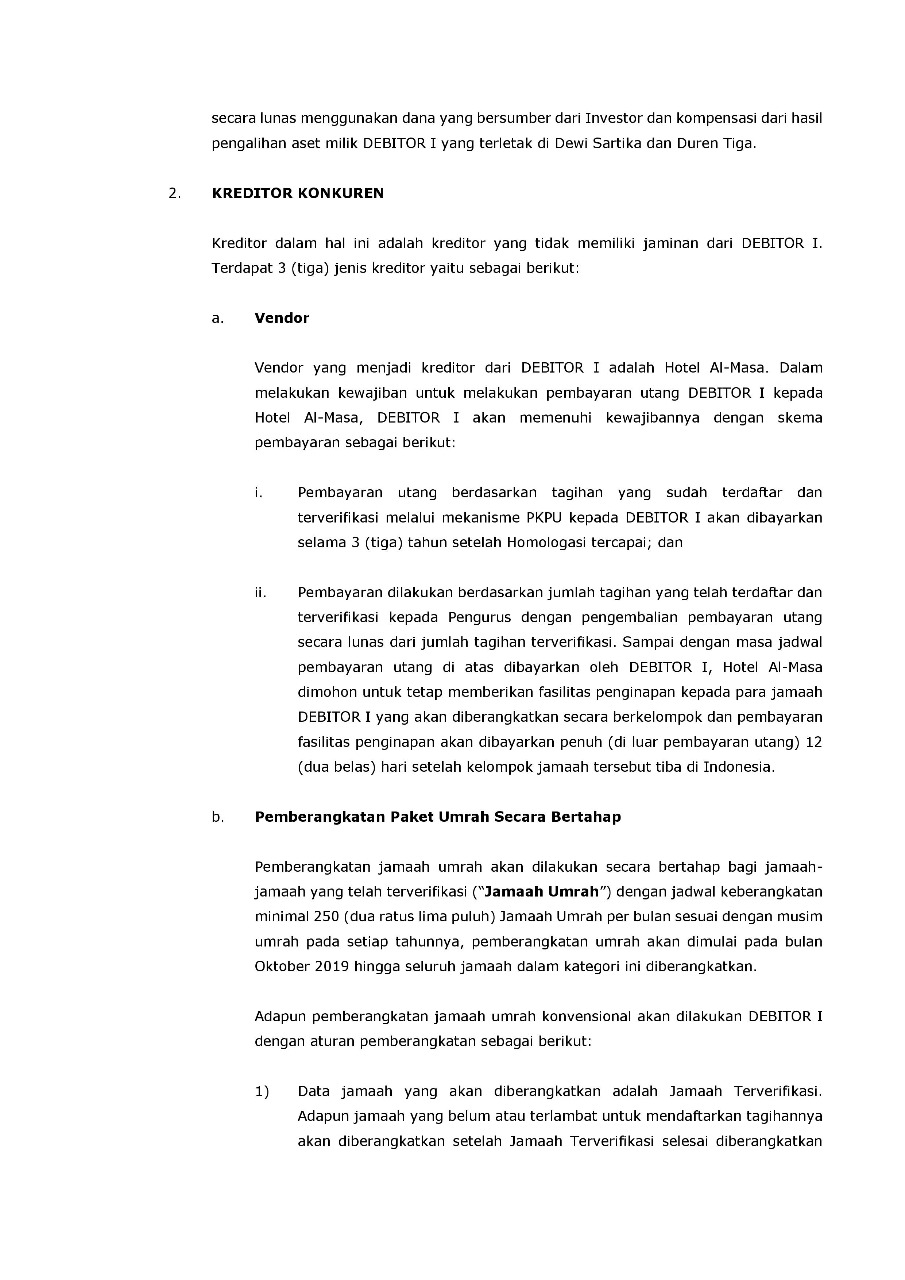 secara lunas menggunakan dana yang bersumber dari Investor dan kompensasi dari hasil
pengalihan aset milik DEBITOR I yang terletak di Dewi Sartika dan Duren Tiga.
2. KREDITOR KONKUREN
Kreditor dalam hal ini adalah kreditor yang tidak memiliki jaminan dari DEBITOR I.
Terdapat 3 (tiga) jenis kreditor yaitu sebagai berikut:
a. Vendor
Vendor yang menjadi kreditor dari DEBITOR I adalah Hotel Al-Masa. Dalam
melakukan kewajiban untuk melakukan pembayaran utang DEBITOR I kepada
Hotel Al-Masa, DEBITOR I akan memenuhi kewajibannya dengan skema
pembayaran sebagai berikut:
i. Pembayaran utang berdasarkan tagihan yang sudah terdaftar dan
terverifikasi melalui mekanisme PKPU kepada DEBITOR I akan dibayarkan
selama 3 (tiga) tahun setelah Homologasi tercapai; dan
ii. Pembayaran dilakukan berdasarkan jumlah tagihan yang telah terdaftar dan
terverifikasi kepada Pengurus dengan pengembalian pembayaran utang
secara lunas dari jumlah tagihan terverifikasi. Sampai dengan masa jadwal
pembayaran utang di atas dibayarkan oleh DEBITOR I, Hotel Al-Masa
dimohon untuk tetap memberikan fasilitas penginapan kepada para jamaah
DEBITOR I yang akan diberangkatkan secara berkelompok dan pembayaran
fasilitas penginapan akan dibayarkan penuh (di luar pembayaran utang) 12
(dua belas) hari setelah kelompok jamaah tersebut tiba di Indonesia.
b. Pemberangkatan Paket Umrah Secara Bertahap
Pemberangkatan jamaah umrah akan dilakukan secara bertahap bagi jamaah-
jamaah yang telah terverifikasi (“Jamaah Umrah”) dengan jadwal keberangkatan
minimal 250 (dua ratus lima puluh) Jamaah Umrah per bulan sesuai dengan musim
umrah pada setiap tahunnya, pemberangkatan umrah akan dimulai pada bulan
Oktober 2019 hingga seluruh jamaah dalam kategori ini diberangkatkan.
Adapun pemberangkatan jamaah umrah konvensional akan dilakukan DEBITOR I
dengan aturan pemberangkatan sebagai berikut:
1) Data jamaah yang akan diberangkatkan adalah Jamaah Terverifikasi.
Adapun jamaah yang belum atau terlambat untuk mendaftarkan tagihannya
akan diberangkatkan setelah Jamaah Terverifikasi selesai diberangkatkan